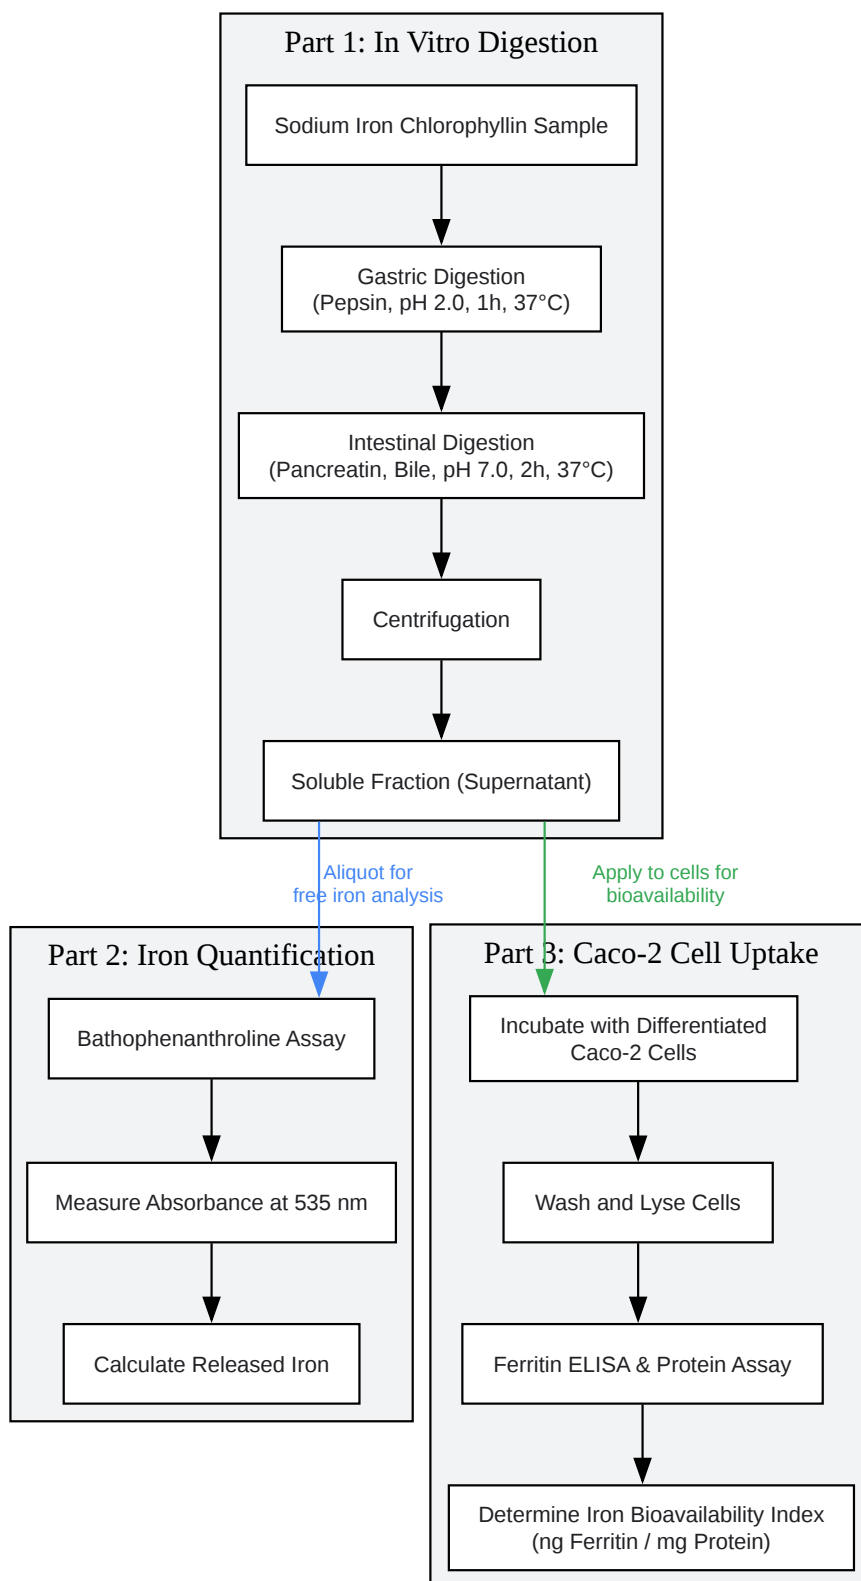 Part 1: In Vitro Digestion
Sodium Iron Chlorophyllin Sample
Gastric Digestion
(Pepsin, pH 2.0, 1h, 37°C)
Intestinal Digestion
(Pancreatin, Bile, pH 7.0, 2h, 37°C)
Centrifugation
Soluble Fraction (Supernatant)
Aliquot for
free iron analysis
Apply to cells for
bioavailability
Part 2: Iron Quantification
Bathophenanthroline Assay
Measure Absorbance at 535 nm
Calculate Released Iron
Part 3: Caco-2 Cell Uptake
Incubate with Differentiated
Caco-2 Cells
Wash and Lyse Cells
Ferritin ELISA & Protein Assay
Determine Iron Bioavailability Index
(ng Ferritin / mg Protein)